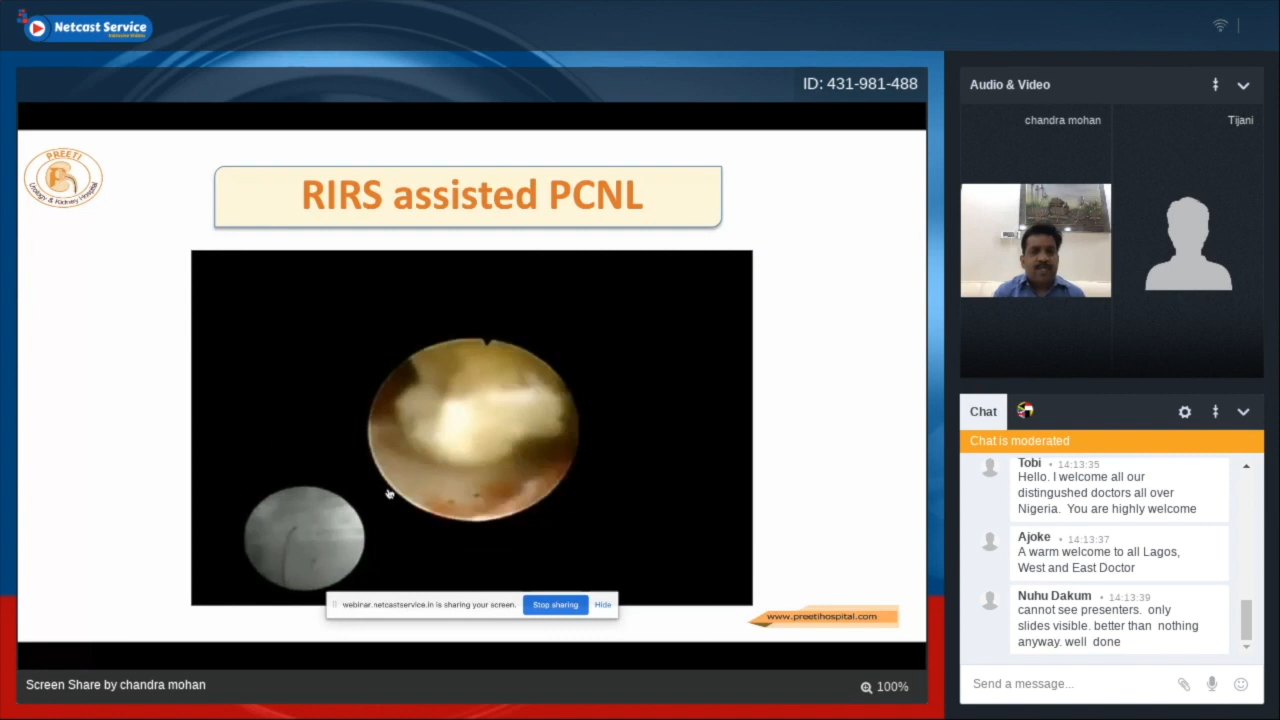 Netcast Service
ID: 431-981-488
PREETI
Urology & Kidney Hospital
RIRS assisted PCNL
webinar.netcastservice.in is sharing your screen.
Stop sharing
Hide
www.preetihospital.com
Screen Share by chandra mohan
100%
Audio & Video
chandra mohan
Tijani
Chat
Chat is moderated
Tobi • 14:13:35
Hello. I welcome all our
distingushed doctors all over
Nigeria. You are highly welcome
Ajoke • 14:13:37
A warm welcome to all Lagos,
West and East Doctor
Nuhu Dakum • 14:13:39
cannot see presenters. only
slides visible. better than nothing
anyway. well done
Send a message...